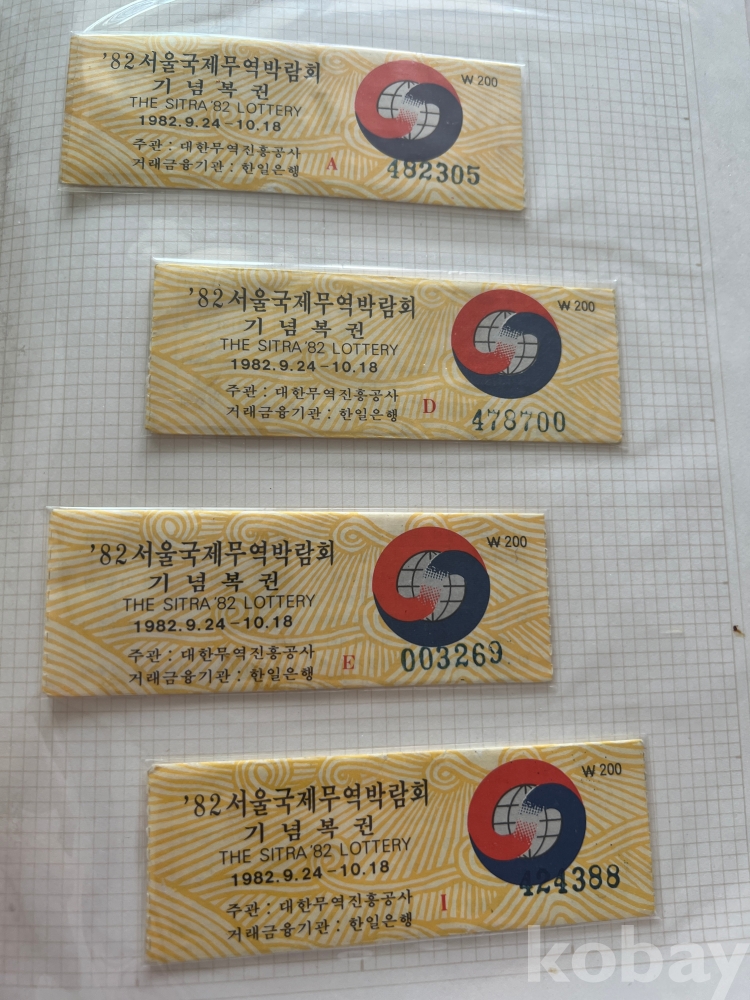 '82 서울국제무역박람회
₩200
기념복권
THE SITRA '82 LOTTERY
1982.9.24-10.18
주관 : 대한무역진흥공사
거래금융기관 : 한일은행 A 482305
'82 서울국제무역박람회
₩200
기념복권
THE SITRA '82 LOTTERY
1982.9.24-10.18
주관 : 대한무역진흥공사
거래금융기관 : 한일은행 D 478700
'82 서울국제무역박람회
₩200
기념복권
THE SITRA '82 LOTTERY
1982.9.24-10.18
주관 : 대한무역진흥공사
거래금융기관 : 한일은행 E 003269
'82 서울국제무역박람회
₩200
기념복권
THE SITRA '82 LOTTERY
1982.9.24-10.18
주관 : 대한무역진흥공사
거래금융기관 : 한일은행 I 424388
kobay